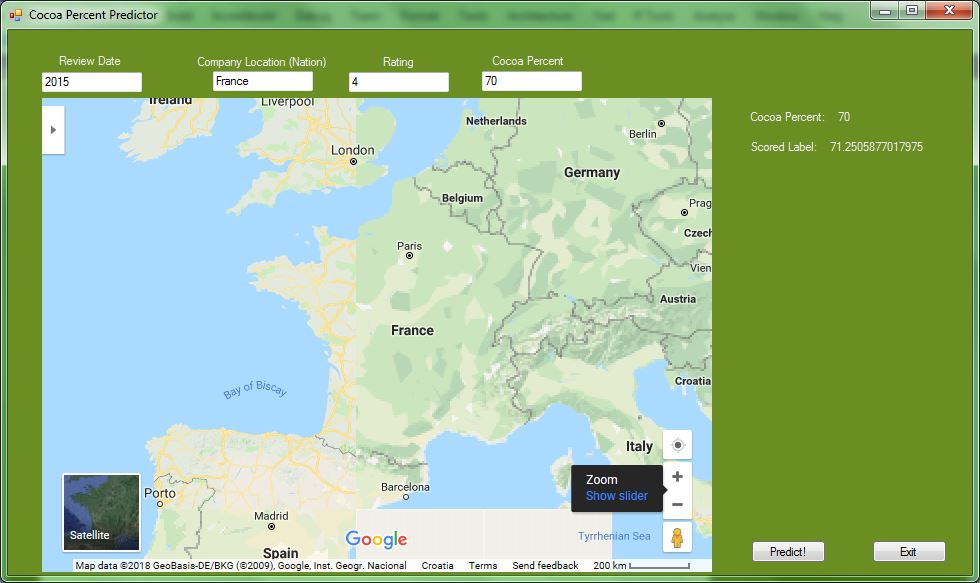 Cocoa Percent Predictor
Review Date
Company Location (Nation)
Rating
Cocoa Percent
2015
France
4
70
Cocoa Percent: 70
Scored Label: 71.2505877017975
Ireland
Liverpool
Netherlands
Berlin
London
Germany
Belgium
Prag
Czech
Paris
Vien
Austria
France
Croatia
Bay of Biscay
Italy
Zoom
Show slider
Barcelona
Porto
Satellite
Madrid
Spain
Google
Tyrrhenian Sea
Map data ©2018 GeoBasis-DE/BKG (©2009), Google, Inst. Geogr. Nacional Croatia Terms Send feedback 200 km
Predict!
Exit